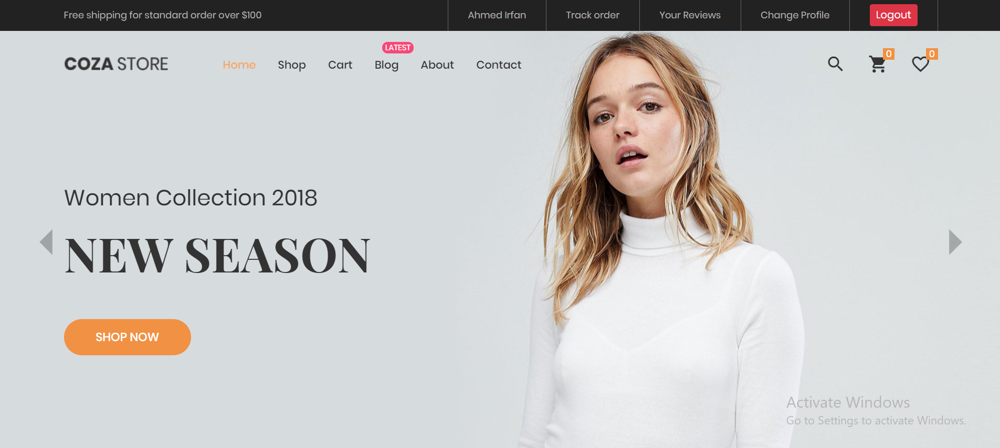 Free shipping for standard order over $100
Ahmed Irfan
Track order
Your Reviews
Change Profile
Logout
COZA STORE
Home
Shop
Cart
LATEST
Blog
About
Contact
0
0
Women Collection 2018
NEW SEASON
SHOP NOW
Activate Windows
Go to Settings to activate Windows.